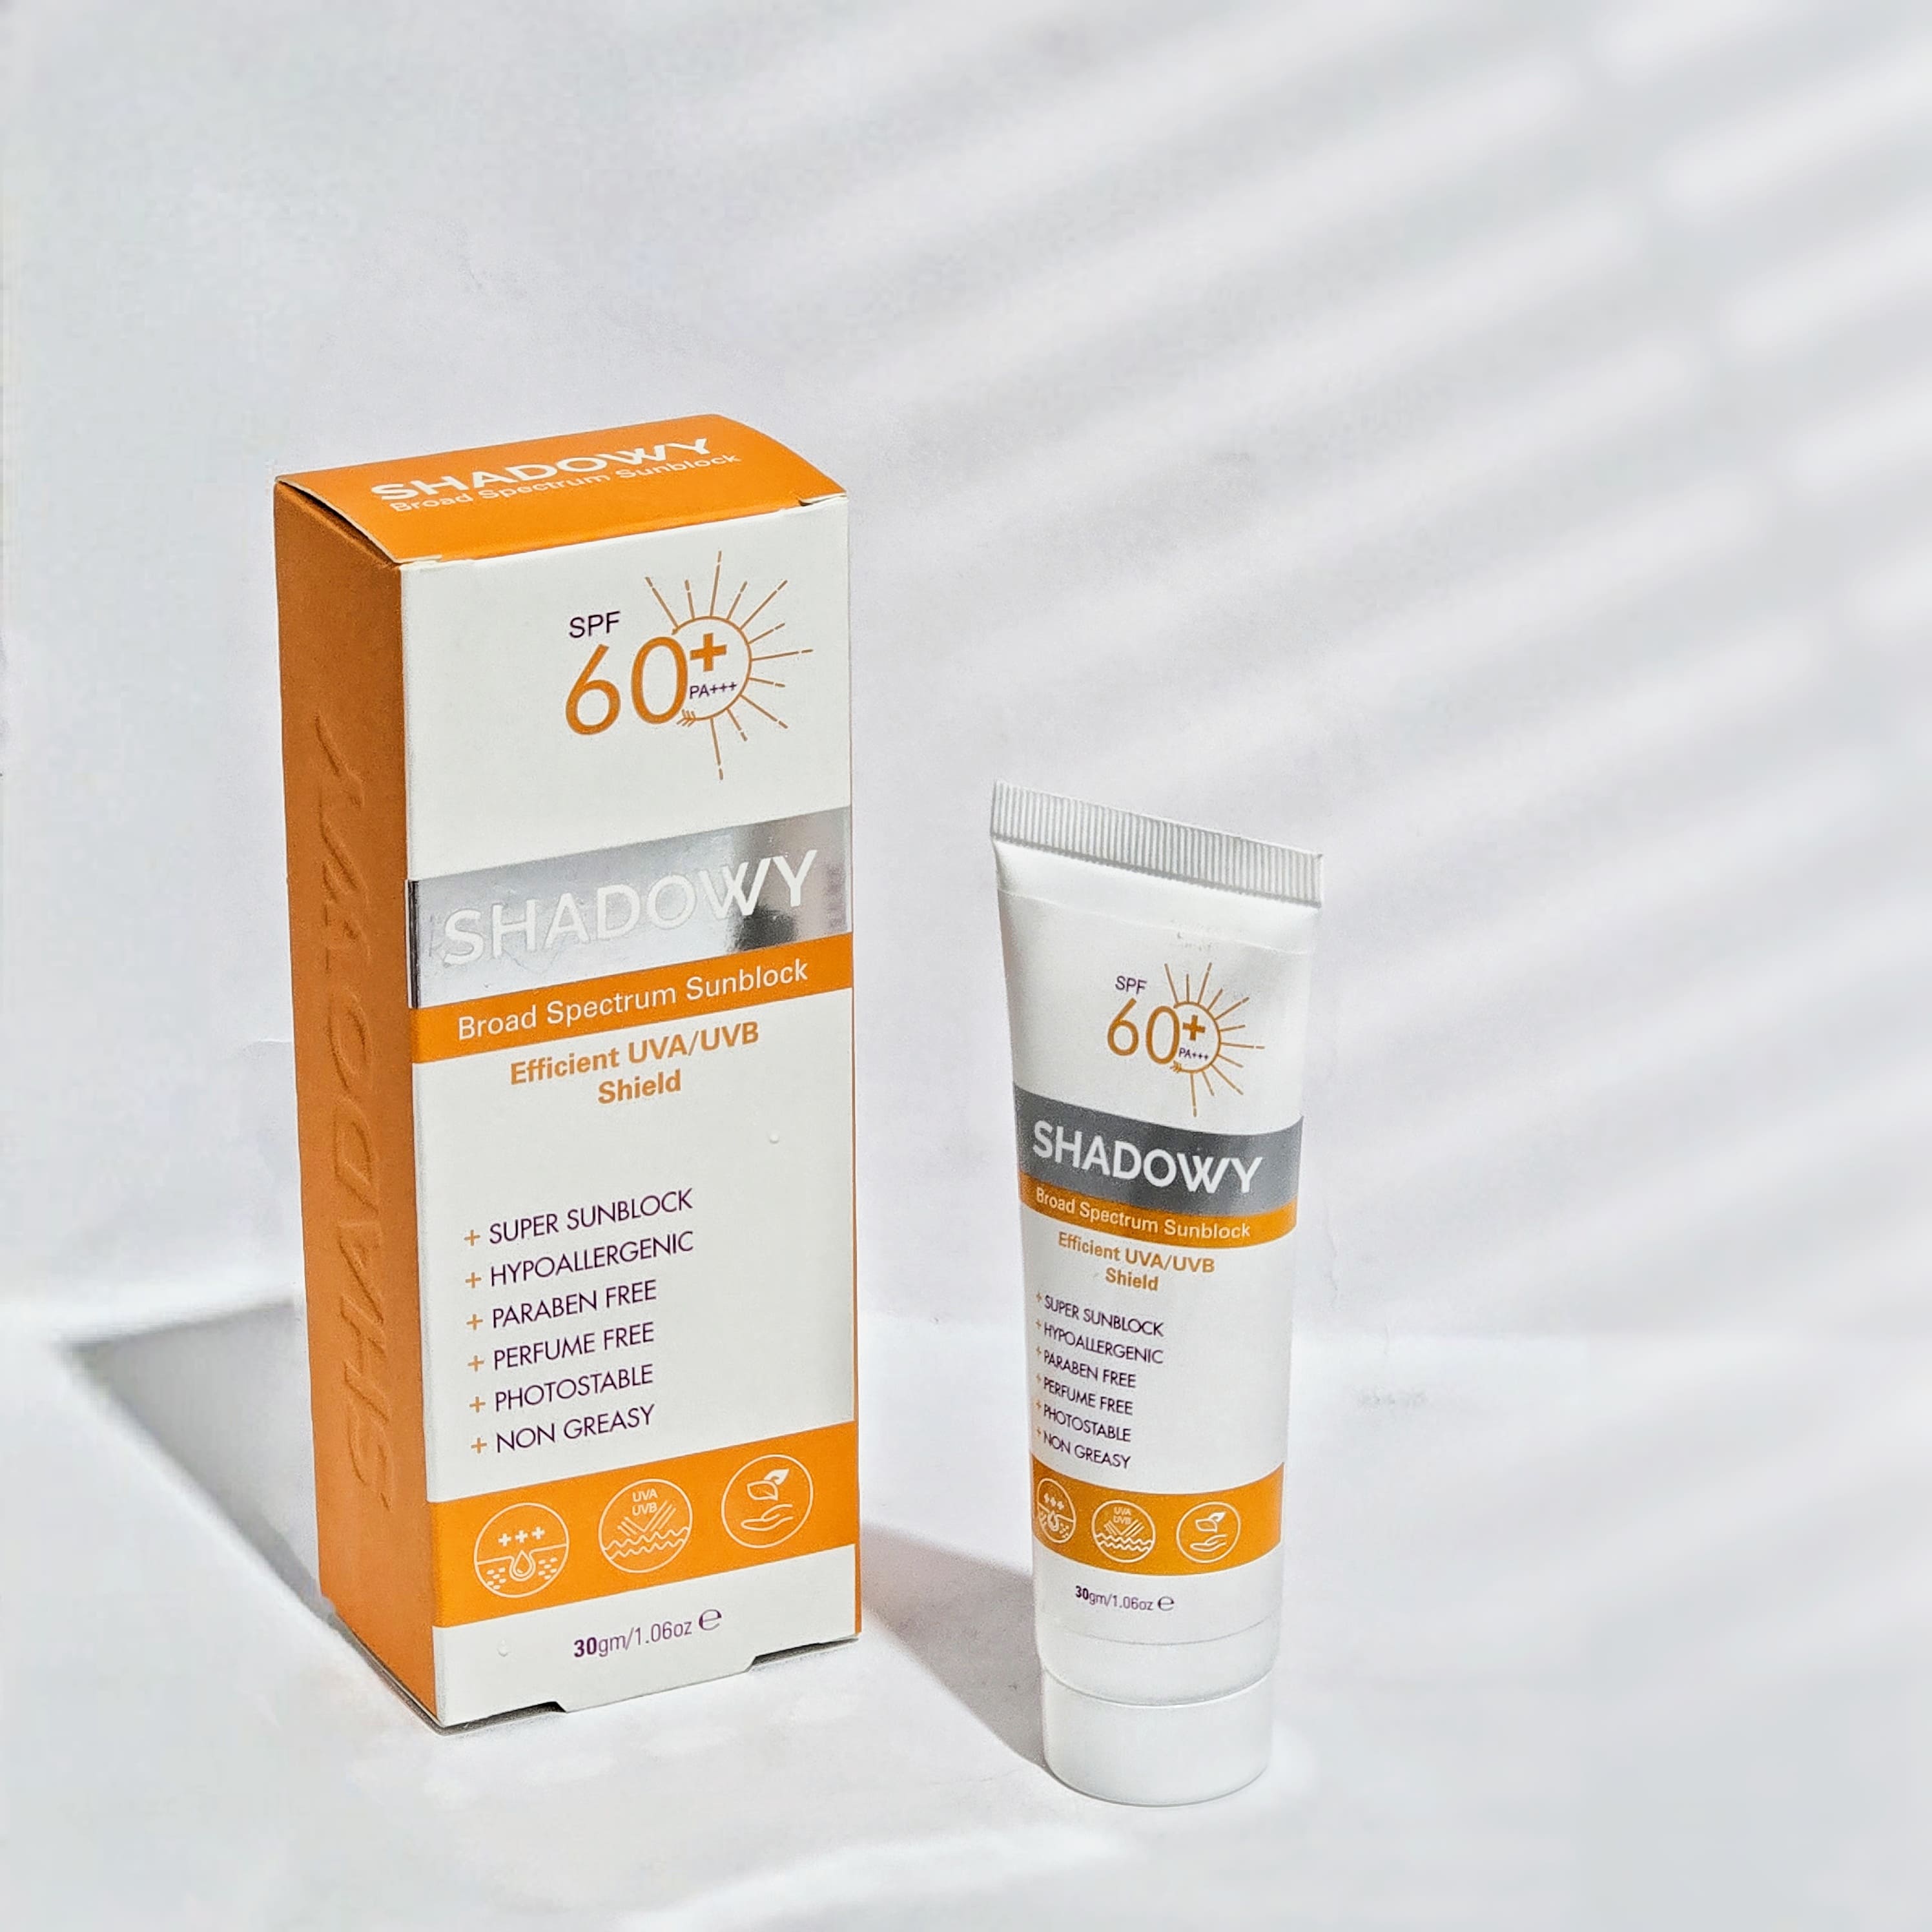 SHADOWY
Broad Spectrum Sunblock
SPF
60+
PA+++
SHADOWY
Broad Spectrum Sunblock
Efficient UVA/UVB
Shield
+ SUPER SUNBLOCK
+ HYPOALLERGENIC
+ PARABEN FREE
+ PERFUME FREE
+ PHOTOSTABLE
+ NON GREASY
+++
UVA
UVB
30gm/1.06oz ℮
SHADOWY
SPF
60+
PA+++
SHADOWY
Broad Spectrum Sunblock
Efficient UVA/UVB
Shield
+ SUPER SUNBLOCK
+ HYPOALLERGENIC
+ PARABEN FREE
+ PERFUME FREE
+ PHOTOSTABLE
+ NON GREASY
+++
UVA
UVB
30gm/1.06oz ℮